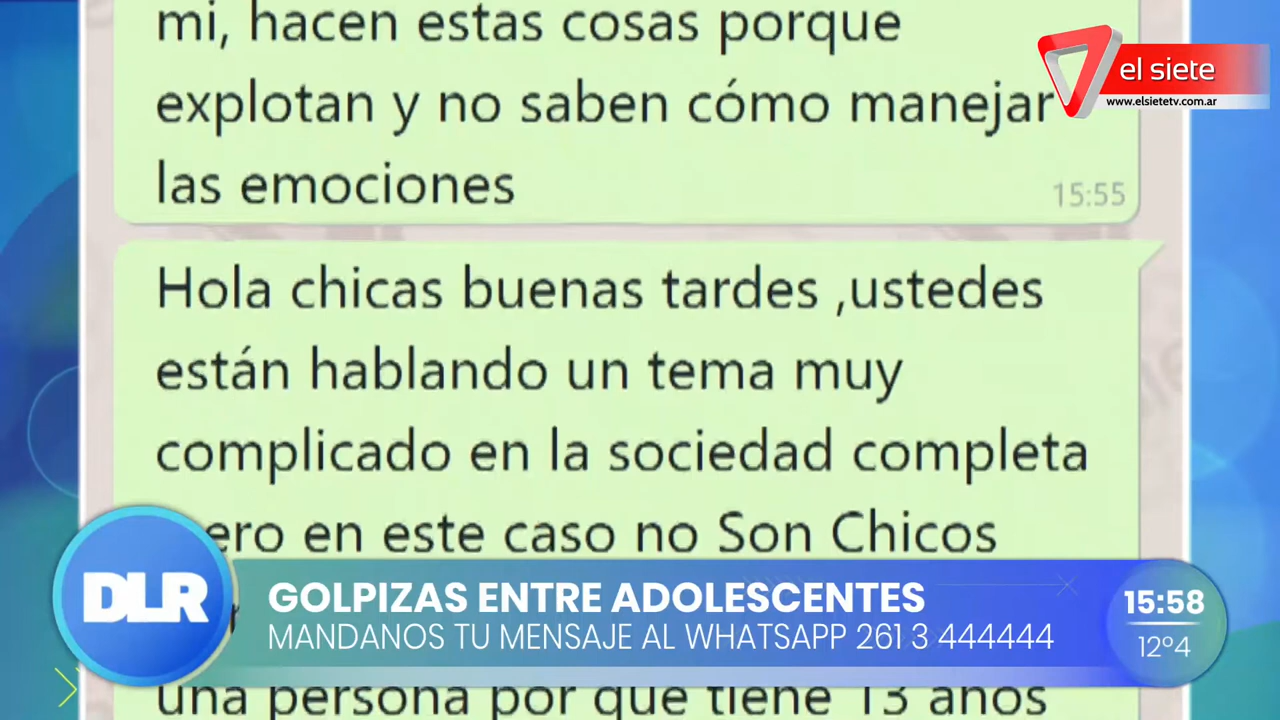 mi, hacen estas cosas porque
explotan y no saben cómo manejar
las emociones
15:55
el siete
www.elsietetv.com.ar
Hola chicas buenas tardes ,ustedes
están hablando un tema muy
complicado en la sociedad completa
ero en este caso no Son Chicos
DLR
GOLPIZAS ENTRE ADOLESCENTES
MANDANOS TU MENSAJE AL WHATSAPP 261 3 444444
15:58
12º4
una persona por que tiene 13 años